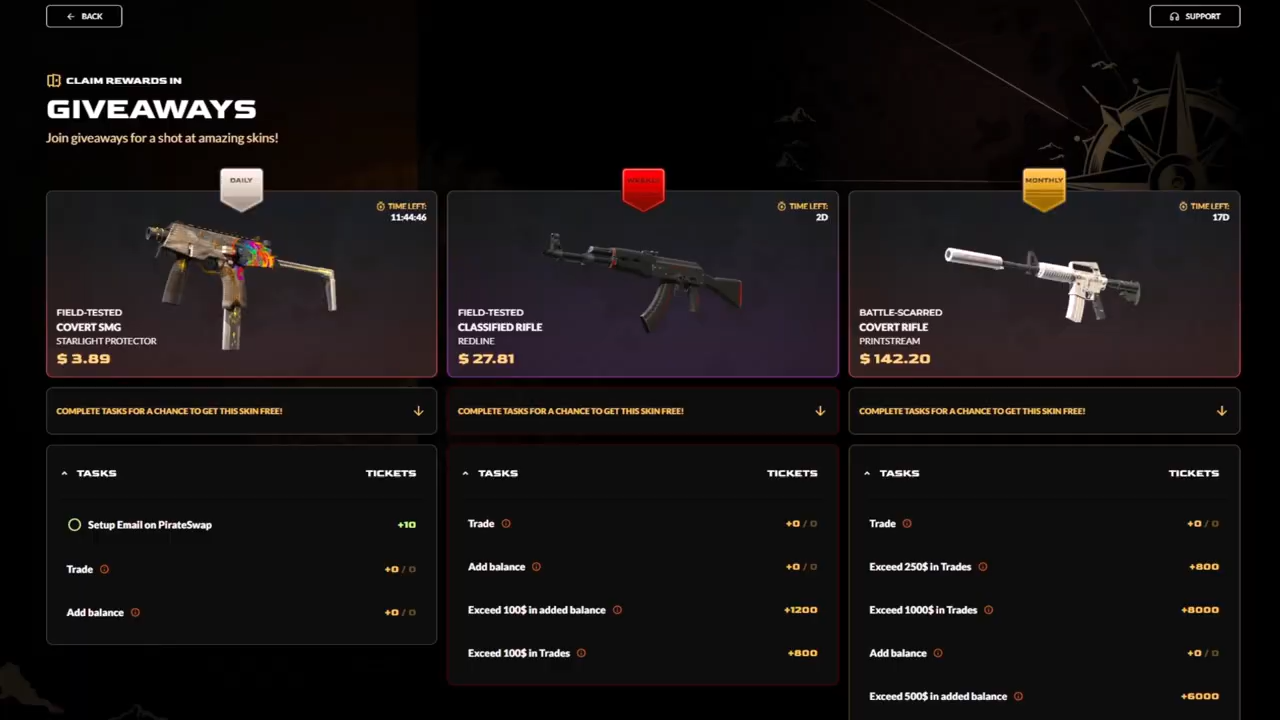 BACK
SUPPORT
CLAIM REWARDS IN
GIVEAWAYS
Join giveaways for a shot at amazing skins!
DAILY
TIME LEFT:
11:44:46
FIELD-TESTED
COVERT SMG
STARLIGHT PROTECTOR
$ 3.89
COMPLETE TASKS FOR A CHANCE TO GET THIS SKIN FREE!
TASKS TICKETS
Setup Email on PirateSwap +10
Trade +0 / 0
Add balance +0 / 0
WEEKLY
TIME LEFT:
2D
FIELD-TESTED
CLASSIFIED RIFLE
REDLINE
$ 27.81
COMPLETE TASKS FOR A CHANCE TO GET THIS SKIN FREE!
TASKS TICKETS
Trade +0 / 0
Add balance +0 / 0
Exceed 100$ in added balance +1200
Exceed 100$ in Trades +800
MONTHLY
TIME LEFT:
17D
BATTLE-SCARRED
COVERT RIFLE
PRINTSTREAM
$ 142.20
COMPLETE TASKS FOR A CHANCE TO GET THIS SKIN FREE!
TASKS TICKETS
Trade +0 / 0
Exceed 250$ in Trades +800
Exceed 1000$ in Trades +8000
Add balance +0 / 0
Exceed 500$ in added balance +6000